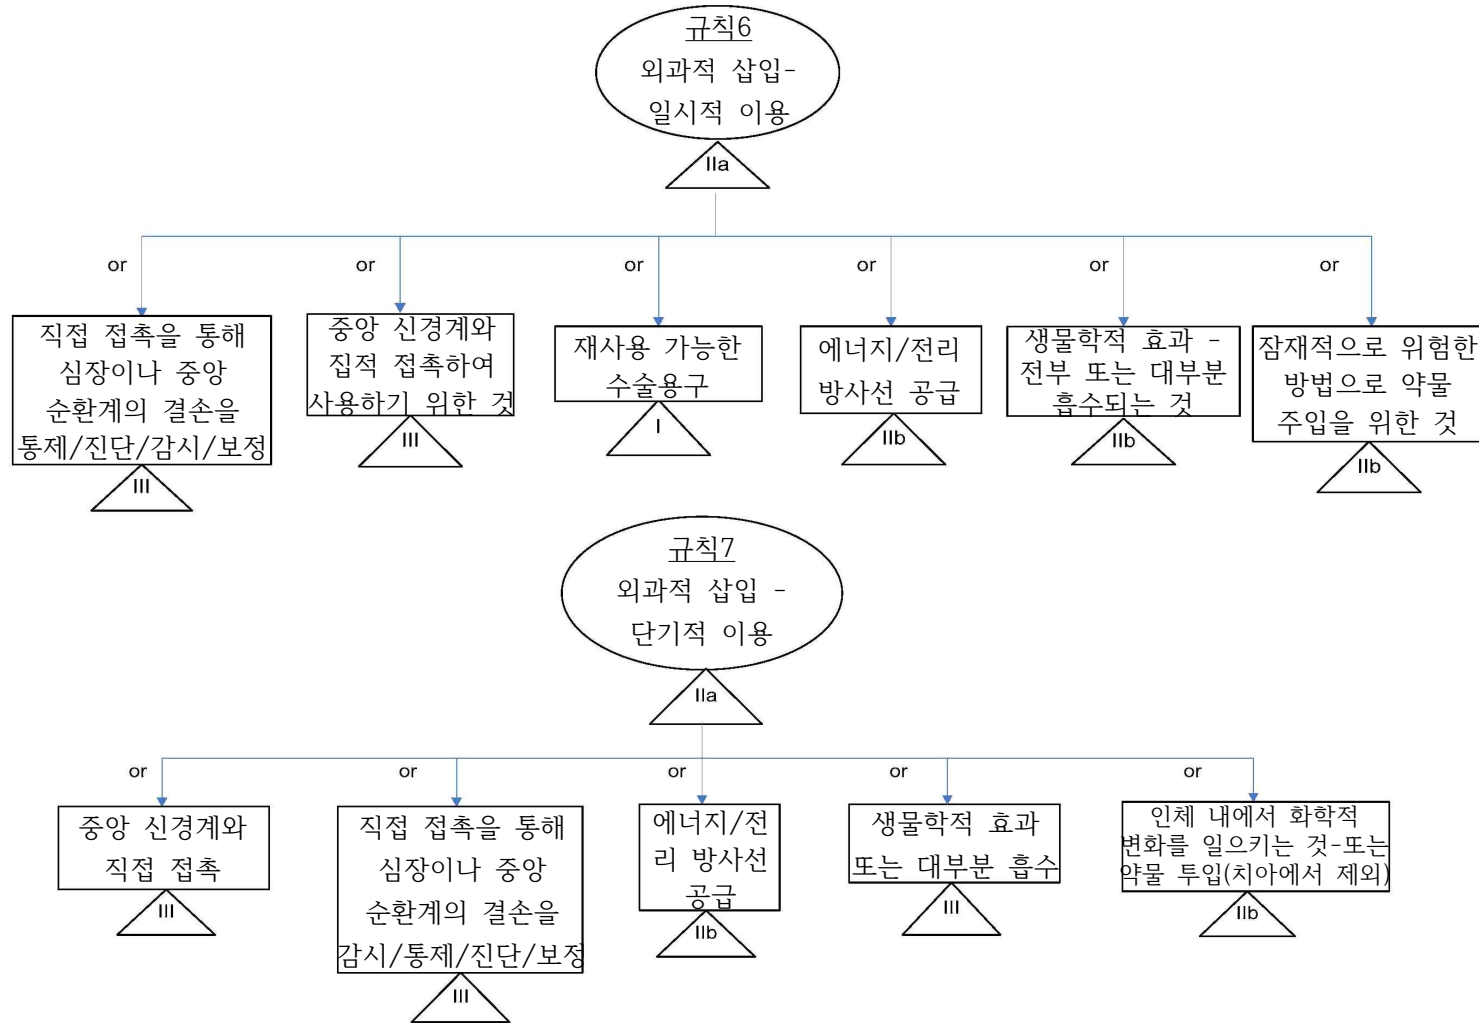 규칙6
외과적 삽입-
일시적 이용
IIa
or
or
or
or
or
or
직접 접촉을 통해
심장이나 중앙
순환계의 결손을
통제/진단/감시/보정
III
중앙 신경계와
직접 접촉하여
사용하기 위한 것
III
재사용 가능한
수술용구
I
에너지/전리
방사선 공급
IIb
생물학적 효과 -
전부 또는 대부분
흡수되는 것
IIb
잠재적으로 위험한
방법으로 약물
주입을 위한 것
IIb
규칙7
외과적 삽입 -
단기적 이용
IIa
or
or
or
or
or
중앙 신경계와
직접 접촉
III
직접 접촉을 통해
심장이나 중앙
순환계의 결손을
감시/통제/진단/보정
III
에너지/전
리 방사선
공급
IIb
생물학적 효과
또는 대부분 흡수
III
인체 내에서 화학적
변화를 일으키는 것-또는
약물 투입(치아에서 제외)
IIb